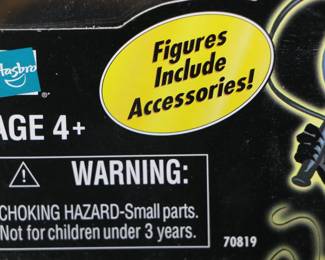 Hasbro
®
Figures
Include
Accessories!
AGE 4+
⚠ WARNING:
CHOKING HAZARD-Small parts.
Not for children under 3 years.
70819